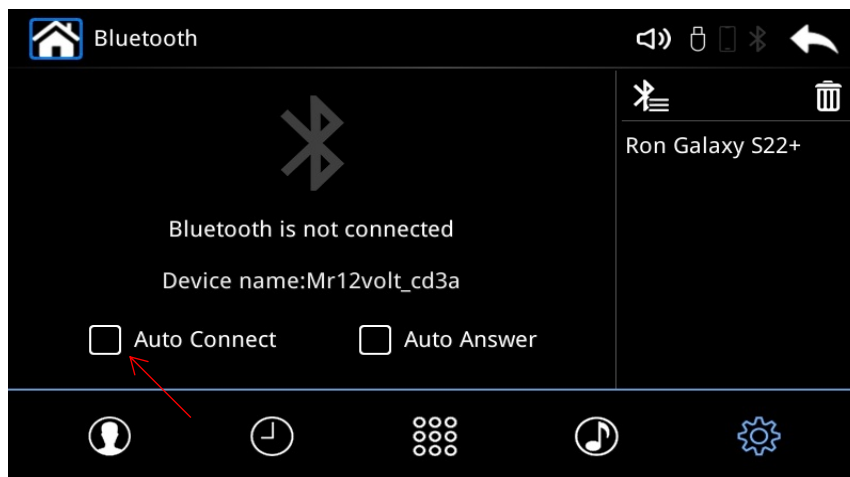 Bluetooth
Ron Galaxy S22+
Bluetooth is not connected
Device name:Mr12volt_cd3a
Auto Connect
Auto Answer